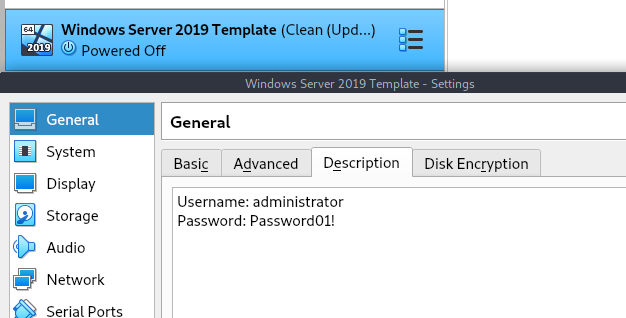 64
2019
Windows Server 2019 Template (Clean (Upd...)
Powered Off
Windows Server 2019 Template - Settings
General
System
Display
Storage
Audio
Network
Serial Ports
General
Basic
Advanced
Description
Disk Encryption
Username: administrator
Password: Password01!